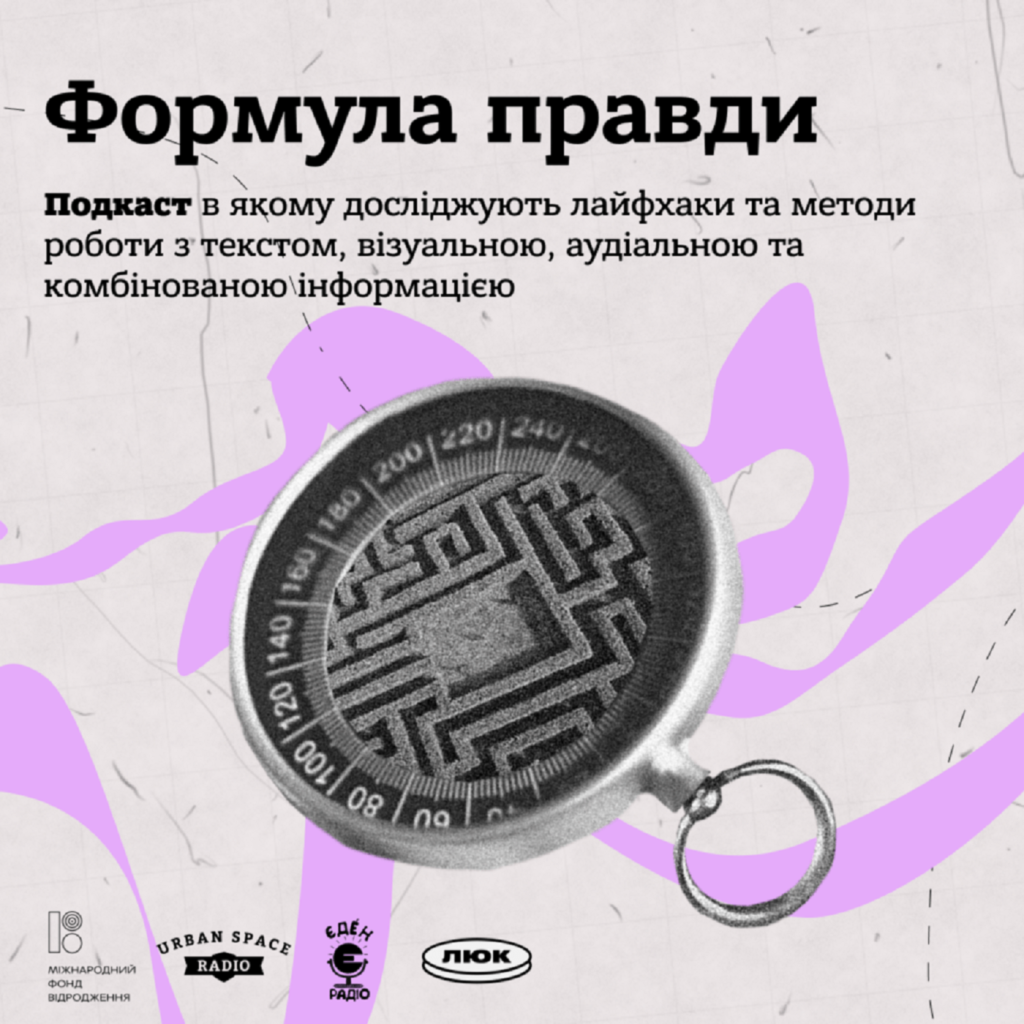 Формула правди
Подкаст в якому досліджують лайфхаки та методи
роботи з текстом, візуальною, аудіальною та
комбінованою інформацією
220
240
200
180
160
140
120
100
80
60
МІЖНАРОДНИЙ
ФОНД
ВІДРОДЖЕННЯ
URBAN SPACE
RADIO
ЄДЕН
Є
РАДІО
ЛЮК